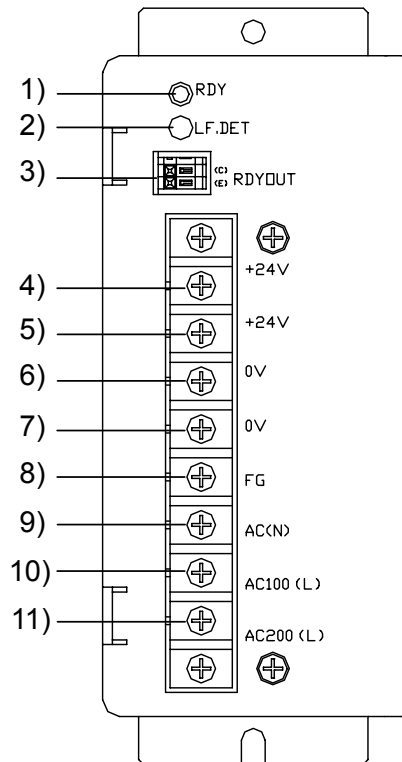 1) RDY
2) LF.DET
3) (C)
(E) RDYOUT
+24V
4)
+24V
5)
6) 0V
7) 0V
8) FG
9) AC(N)
10) AC100 (L)
11) AC200 (L)